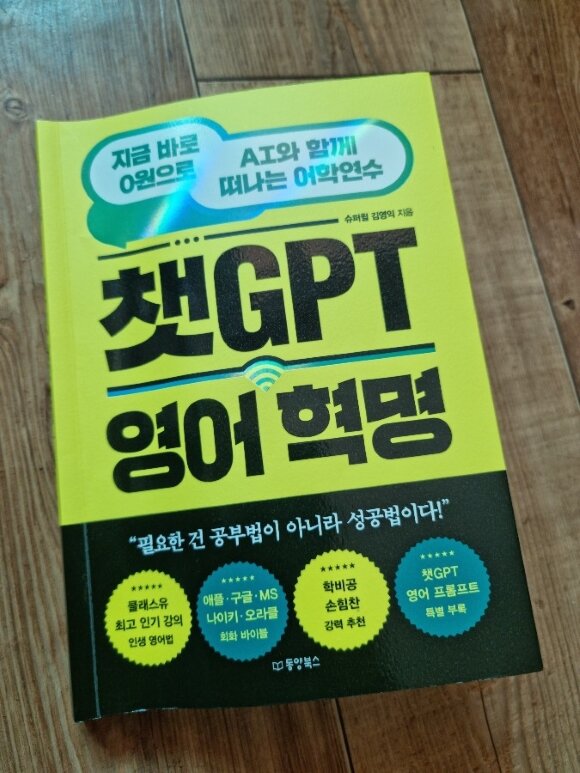 지금 바로
0원으로
AI와 함께
떠나는 어학연수
슈퍼윌 김영익 지음
챗GPT
영어 혁명
“필요한 건 공부법이 아니라 성공법이다!”
클래스유
최고 인기 강의
인생 영어법
애플·구글·MS
나이키·오라클
회화 바이블
학비공
손힘찬
강력 추천
챗GPT
영어 프롬프트
특별 부록
동양북스